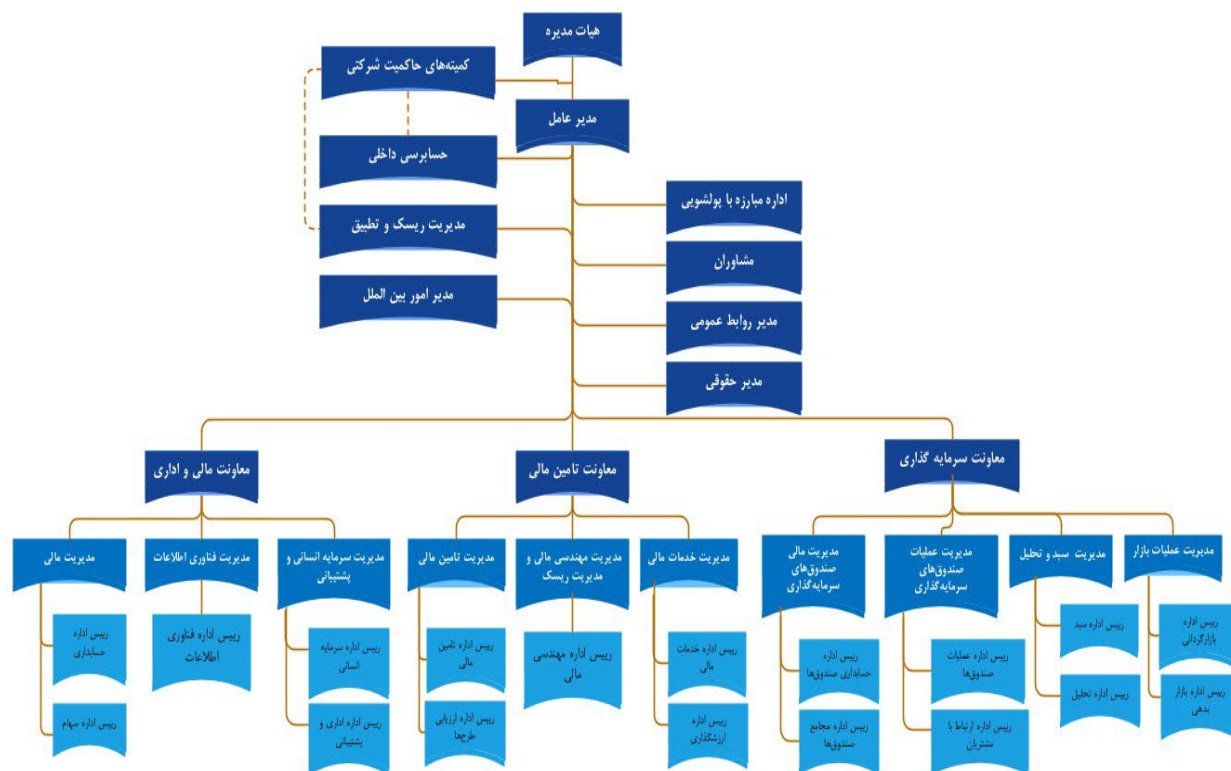 هیات مدیره
کمیته‌های حاکمیت شرکتی
مدیر عامل
حسابرسی داخلی
اداره مبارزه با پولشویی
مدیریت ریسک و تطبیق
مشاوران
مدیر امور بین الملل
مدیر روابط عمومی
مدیر حقوقی
معاونت سرمایه گذاری
معاونت تامین مالی
معاونت مالی و اداری
مدیریت عملیات بازار
مدیریت سبد و تحلیل
مدیریت عملیات
صندوق‌های
سرمایه‌گذاری
مدیریت مالی
صندوق‌های
سرمایه‌گذاری
مدیریت خدمات مالی
مدیریت مهندسی مالی و
مدیریت ریسک
مدیریت تامین مالی
مدیریت سرمایه انسانی و
پشتیبانی
مدیریت فناوری اطلاعات
مدیریت مالی
رییس اداره
بازارگردانی
رییس اداره سبد
رییس اداره عملیات
صندوق‌ها
رییس اداره
حسابداری صندوق‌ها
رییس اداره خدمات
مالی
رییس اداره مهندسی
مالی
رییس اداره تامین
مالی
رییس اداره سرمایه
انسانی
رییس اداره فناوری
اطلاعات
رییس اداره
حسابداری
رییس اداره بازار
بدهی
رییس اداره تحلیل
رییس اداره ارتباط با
مشتریان
رییس اداره مجامع
صندوق‌ها
رییس اداره
ارزشگذاری
رییس اداره ارزیابی
طرح‌ها
رییس اداره اداری و
پشتیبانی
رییس اداره سهام